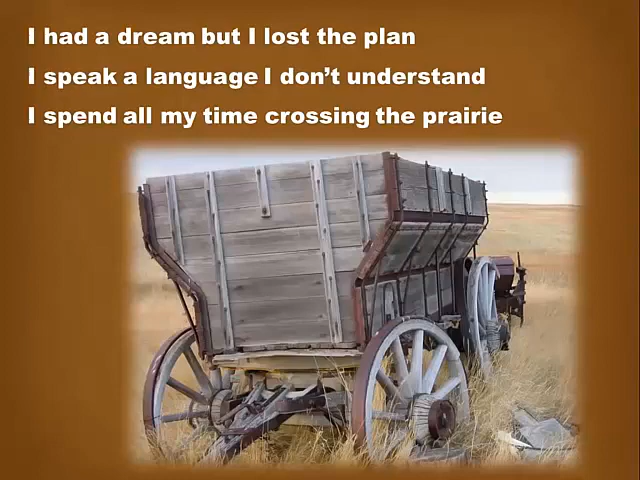 I had a dream but I lost the plan
I speak a language I don’t understand
I spend all my time crossing the prairie